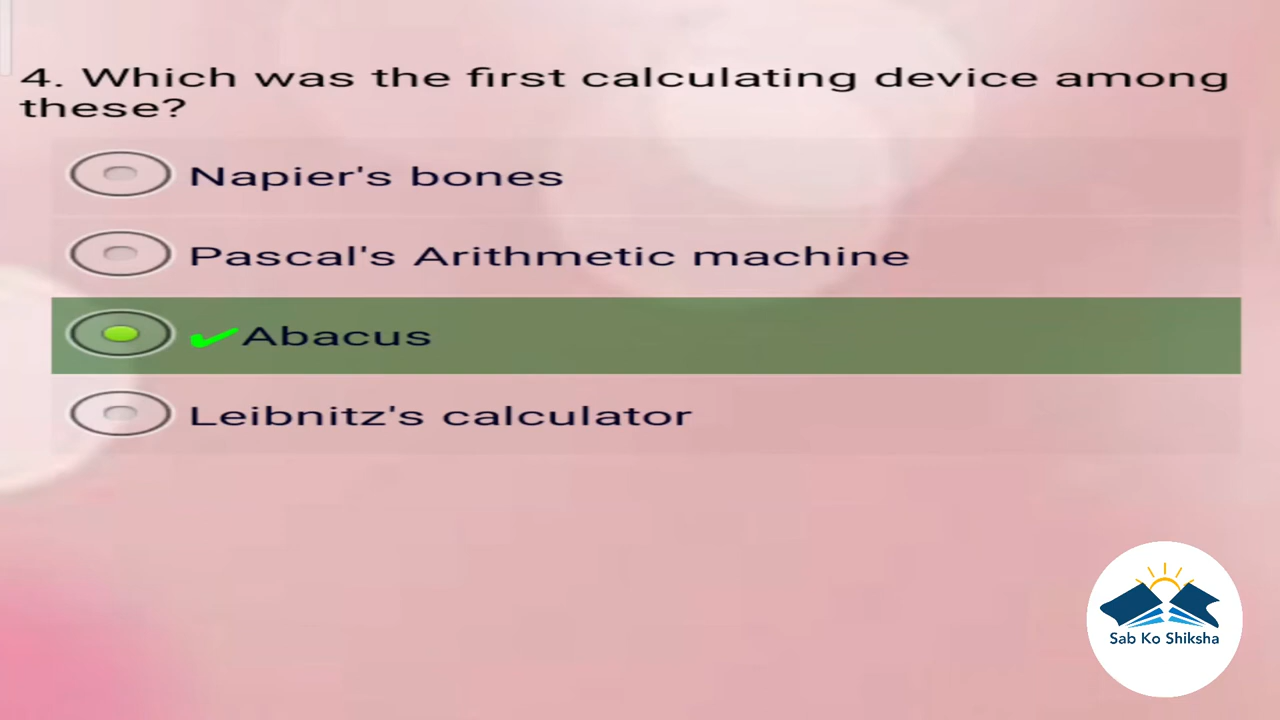 4. Which was the first calculating device among
these?
Napier's bones
Pascal's Arithmetic machine
Abacus
Leibnitz's calculator
Sab Ko Shiksha